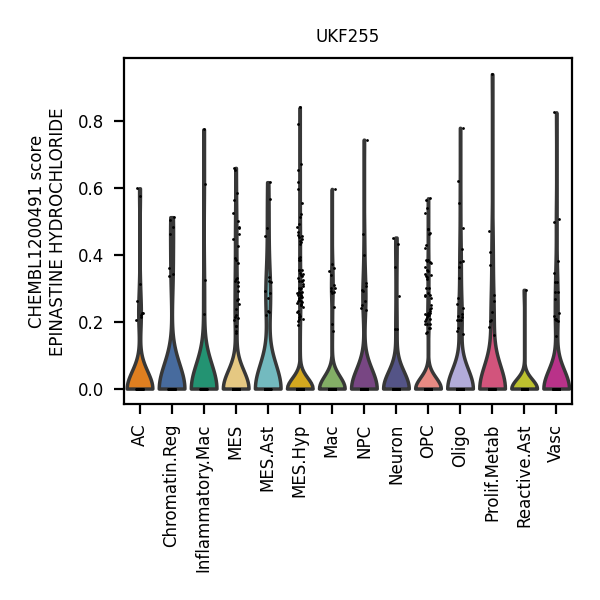 UKF255
CHEMBL1200491 score
EPINASTINE HYDROCHLORIDE
0.8
0.6
0.4
0.2
0.0
AC
Chromatin.Reg
Inflammatory.Mac
MES
MES.Ast
MES.Hyp
Mac
NPC
Neuron
OPC
Oligo
Prolif.Metab
Reactive.Ast
Vasc